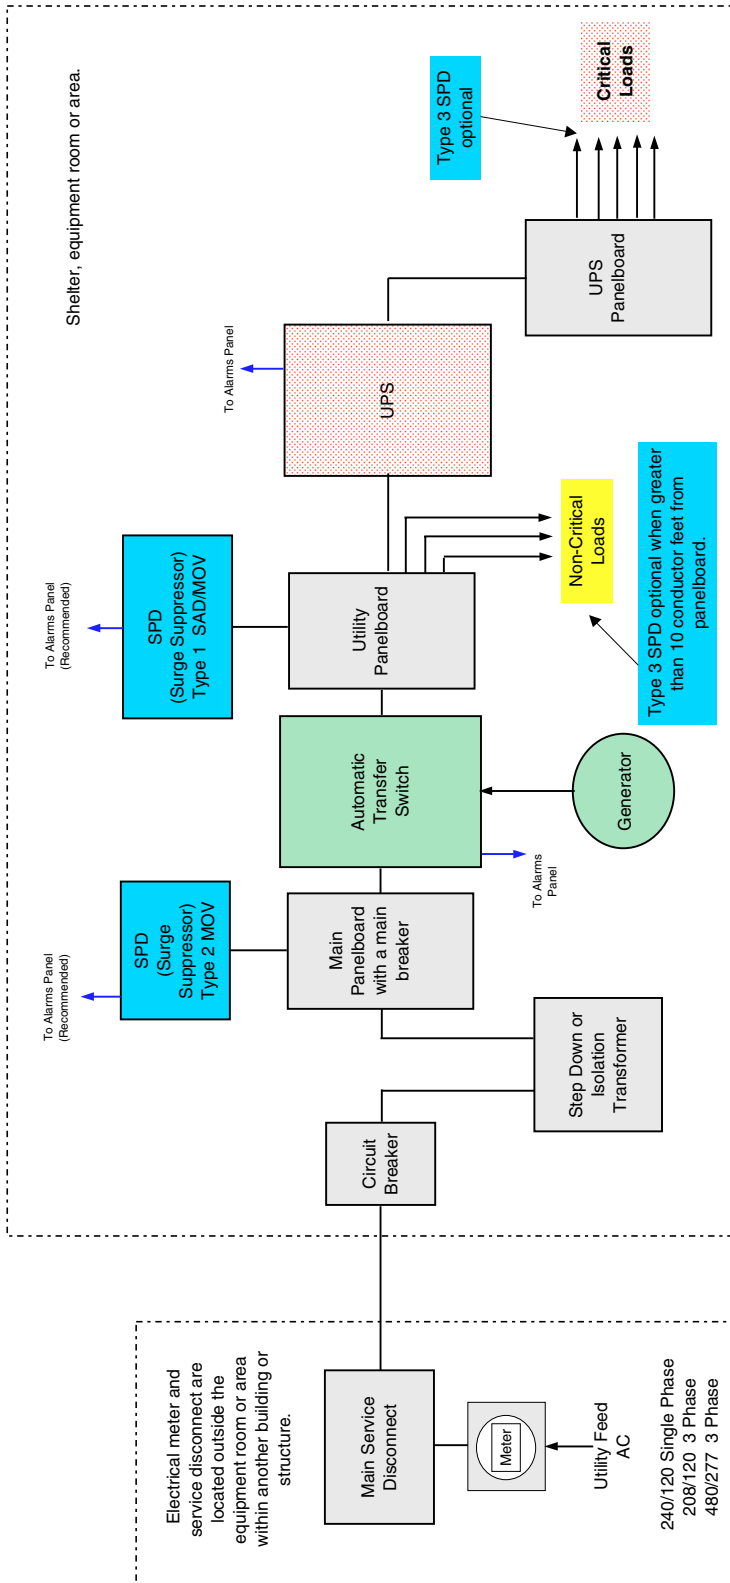 Electrical meter and
service disconnect are
located outside the
equipment room or area
within another building or
structure.
Main Service
Disconnect
Meter
Utility Feed
AC
240/120 Single Phase
208/120  3 Phase
480/277  3 Phase
Shelter, equipment room or area.
Circuit
Breaker
Step Down or
Isolation
Transformer
To Alarms Panel
(Recommended)
SPD
(Surge
Suppressor)
Type 2 MOV
Main
Panelboard
with a main
breaker
Automatic
Transfer
Switch
To Alarms
Panel
Generator
To Alarms Panel
(Recommended)
SPD
(Surge Suppressor)
Type 1  SAD/MOV
Utility
Panelboard
Non-Critical
Loads
Type 3 SPD optional when greater
than 10 conductor feet from
panelboard.
To Alarms Panel
UPS
UPS
Panelboard
Type 3 SPD
optional
Critical
Loads